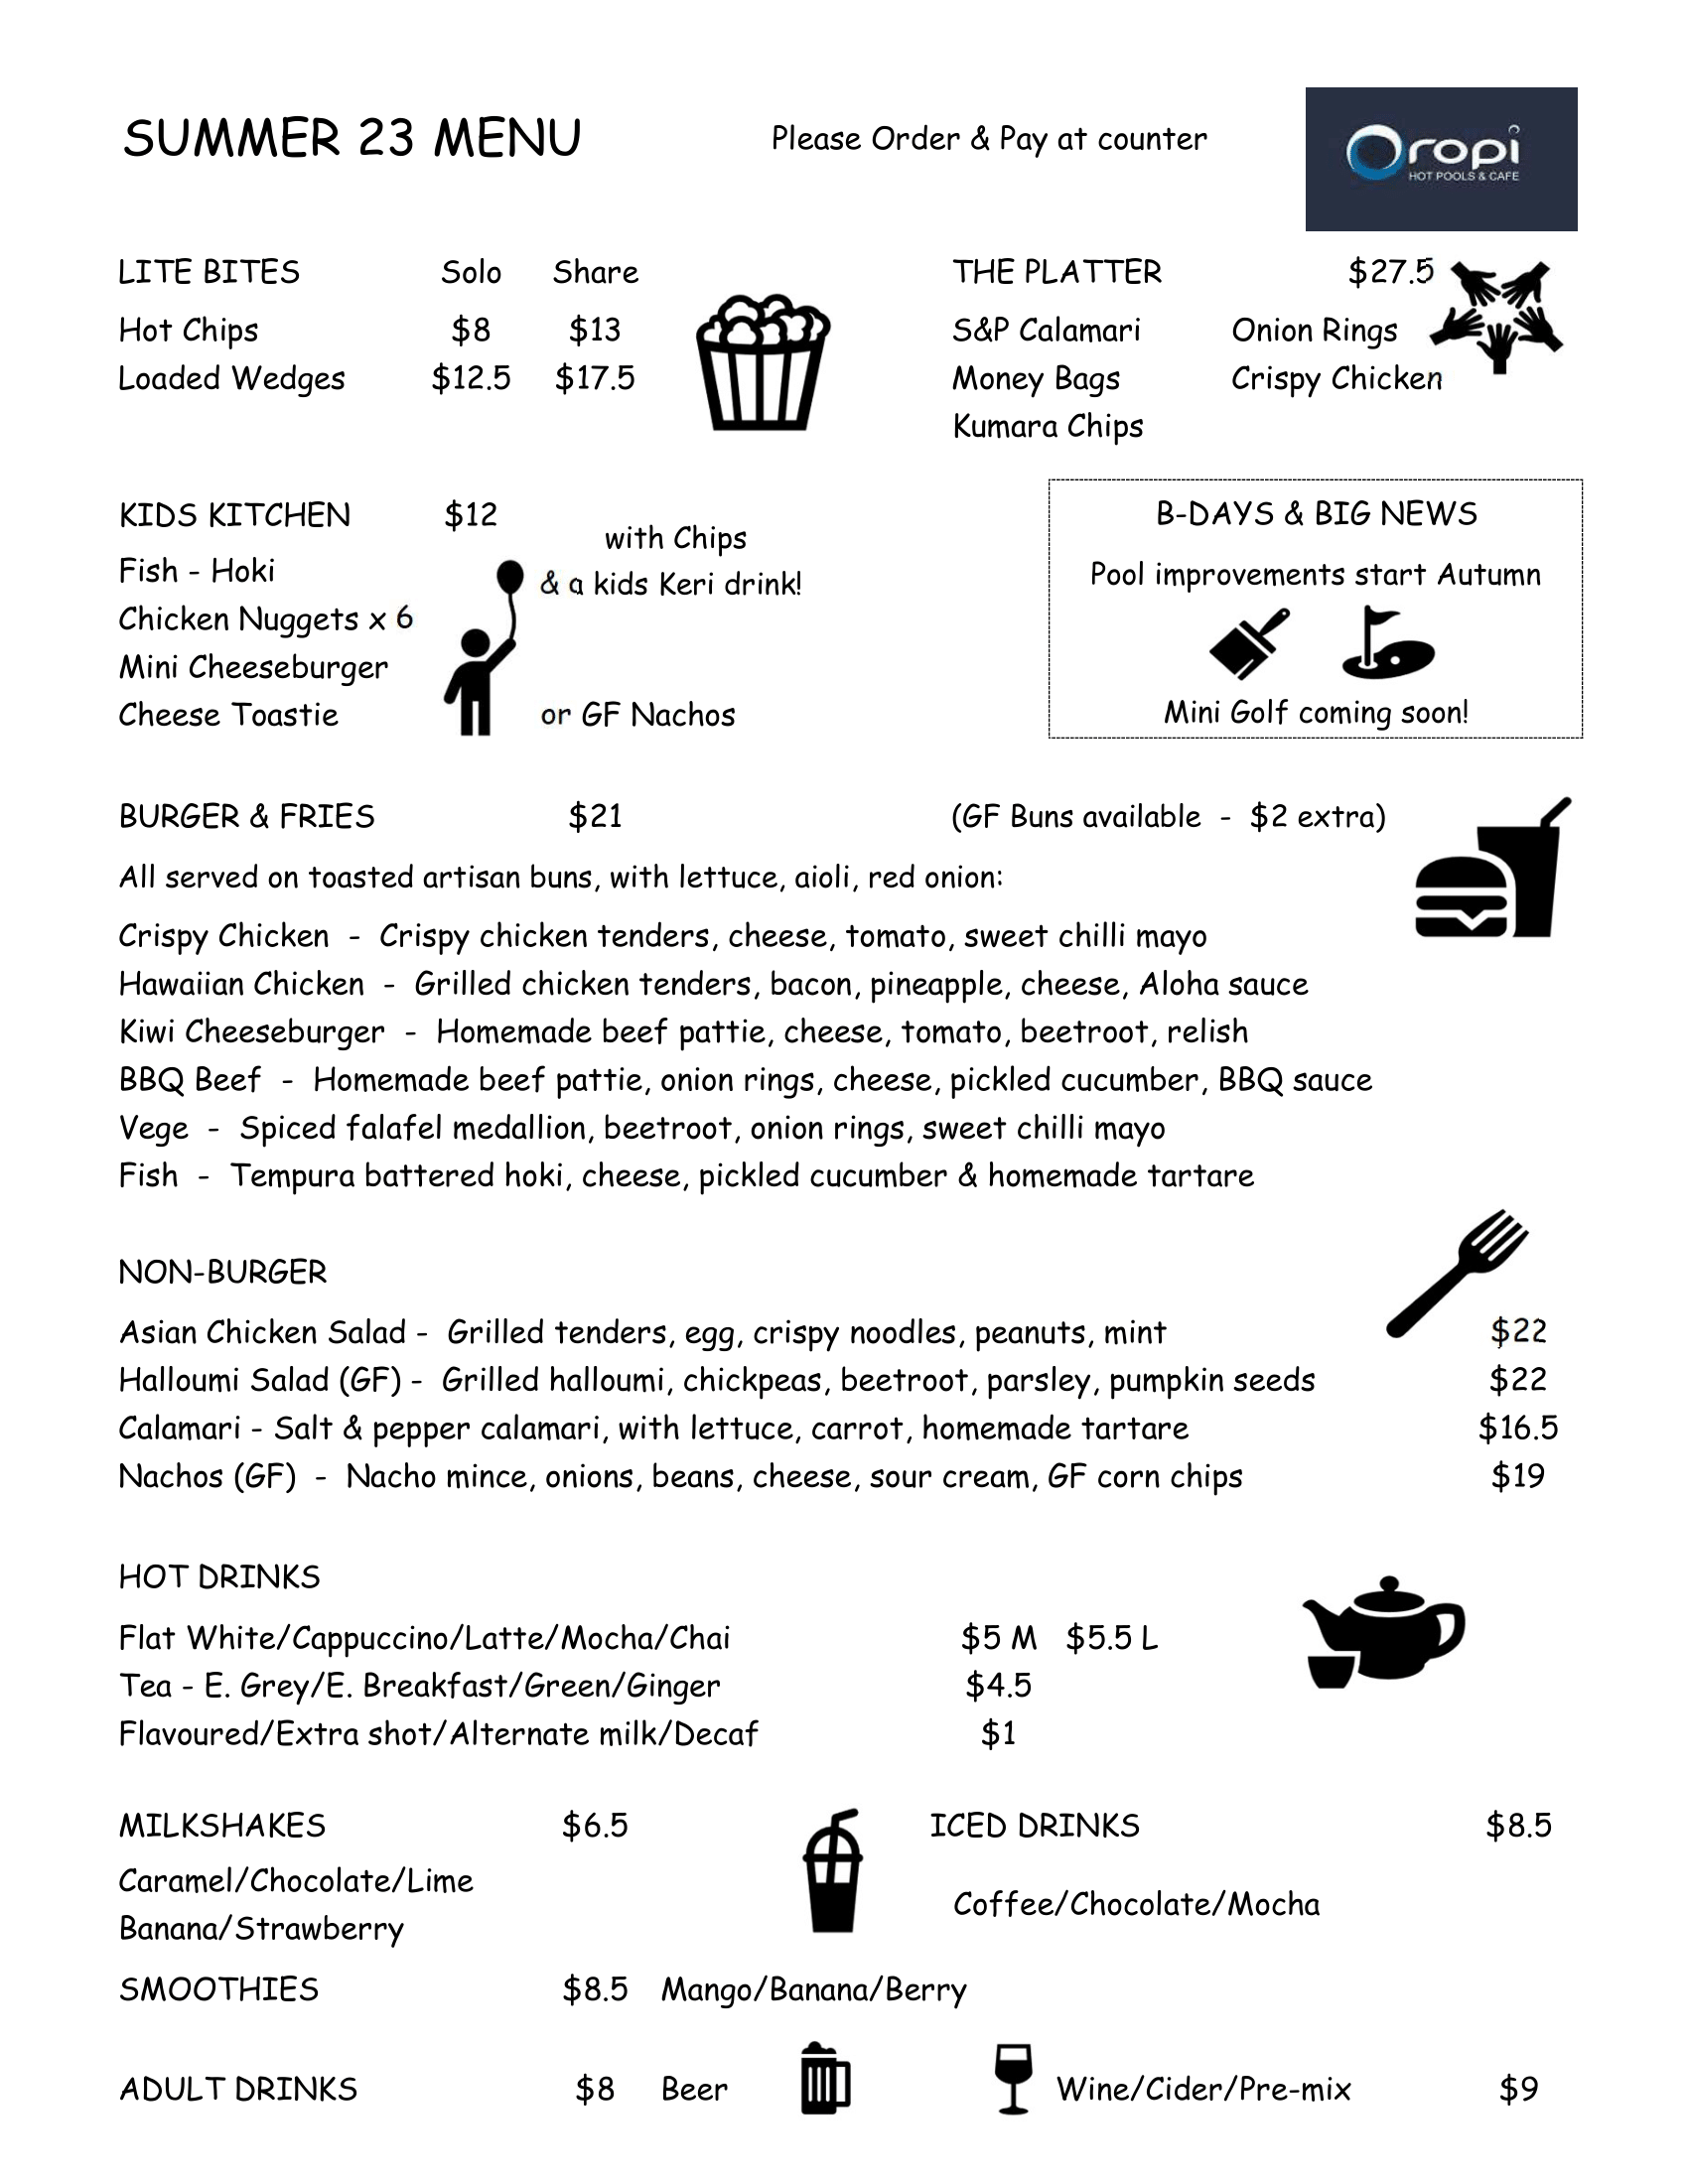 SUMMER 23 MENU
Please Order & Pay at counter
Oropi
HOT POOLS & CAFE
LITE BITES Solo Share
Hot Chips $8 $13
Loaded Wedges $12.5 $17.5
THE PLATTER $27.5
S&P Calamari Onion Rings
Money Bags Crispy Chicken
Kumara Chips
KIDS KITCHEN $12
with Chips
Fish - Hoki & a kids Keri drink!
Chicken Nuggets x 6
Mini Cheeseburger
Cheese Toastie or GF Nachos
B-DAYS & BIG NEWS
Pool improvements start Autumn
Mini Golf coming soon!
BURGER & FRIES $21 (GF Buns available - $2 extra)
All served on toasted artisan buns, with lettuce, aioli, red onion:
Crispy Chicken - Crispy chicken tenders, cheese, tomato, sweet chilli mayo
Hawaiian Chicken - Grilled chicken tenders, bacon, pineapple, cheese, Aloha sauce
Kiwi Cheeseburger - Homemade beef pattie, cheese, tomato, beetroot, relish
BBQ Beef - Homemade beef pattie, onion rings, cheese, pickled cucumber, BBQ sauce
Vege - Spiced falafel medallion, beetroot, onion rings, sweet chilli mayo
Fish - Tempura battered hoki, cheese, pickled cucumber & homemade tartare
NON-BURGER
Asian Chicken Salad - Grilled tenders, egg, crispy noodles, peanuts, mint $22
Halloumi Salad (GF) - Grilled halloumi, chickpeas, beetroot, parsley, pumpkin seeds $22
Calamari - Salt & pepper calamari, with lettuce, carrot, homemade tartare $16.5
Nachos (GF) - Nacho mince, onions, beans, cheese, sour cream, GF corn chips $19
HOT DRINKS
Flat White/Cappuccino/Latte/Mocha/Chai $5 M $5.5 L
Tea - E. Grey/E. Breakfast/Green/Ginger $4.5
Flavoured/Extra shot/Alternate milk/Decaf $1
MILKSHAKES $6.5
Caramel/Chocolate/Lime
Banana/Strawberry
ICED DRINKS $8.5
Coffee/Chocolate/Mocha
SMOOTHIES $8.5 Mango/Banana/Berry
ADULT DRINKS $8 Beer Wine/Cider/Pre-mix $9